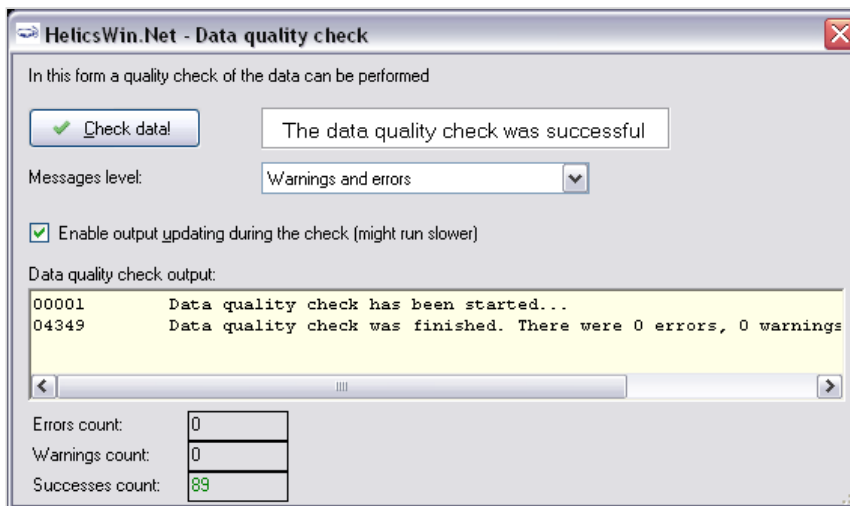 HelicsWin.Net - Data quality check
In this form a quality check of the data can be performed
Check data!
The data quality check was successful
Messages level:
Warnings and errors
Enable output updating during the check (might run slower)
Data quality check output:
00001 Data quality check has been started...
04349 Data quality check was finished. There were 0 errors, 0 warnings
Errors count: 0
Warnings count: 0
Successes count: 89